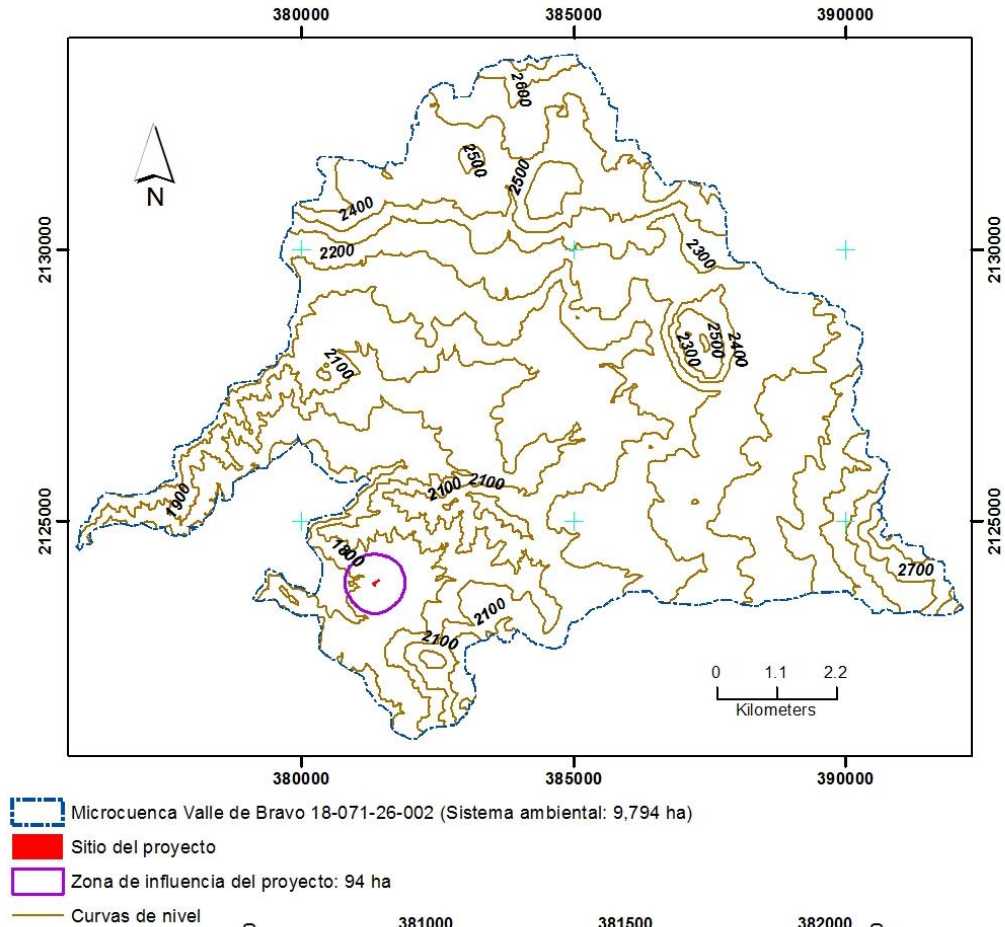 380000 385000 390000
2600
2500
2500
2400
2130000
2200
2300
2130000
N
2500
2400
2300
2100
2100
2100
1900
2125000
2125000
1800
2700
2100
2100
0 1.1 2.2
Kilometers
380000 385000 390000
Microcuenca Valle de Bravo 18-071-26-002 (Sistema ambiental: 9,794 ha)
Sitio del proyecto
Zona de influencia del proyecto: 94 ha
Curvas de nivel
381000 381500 382000